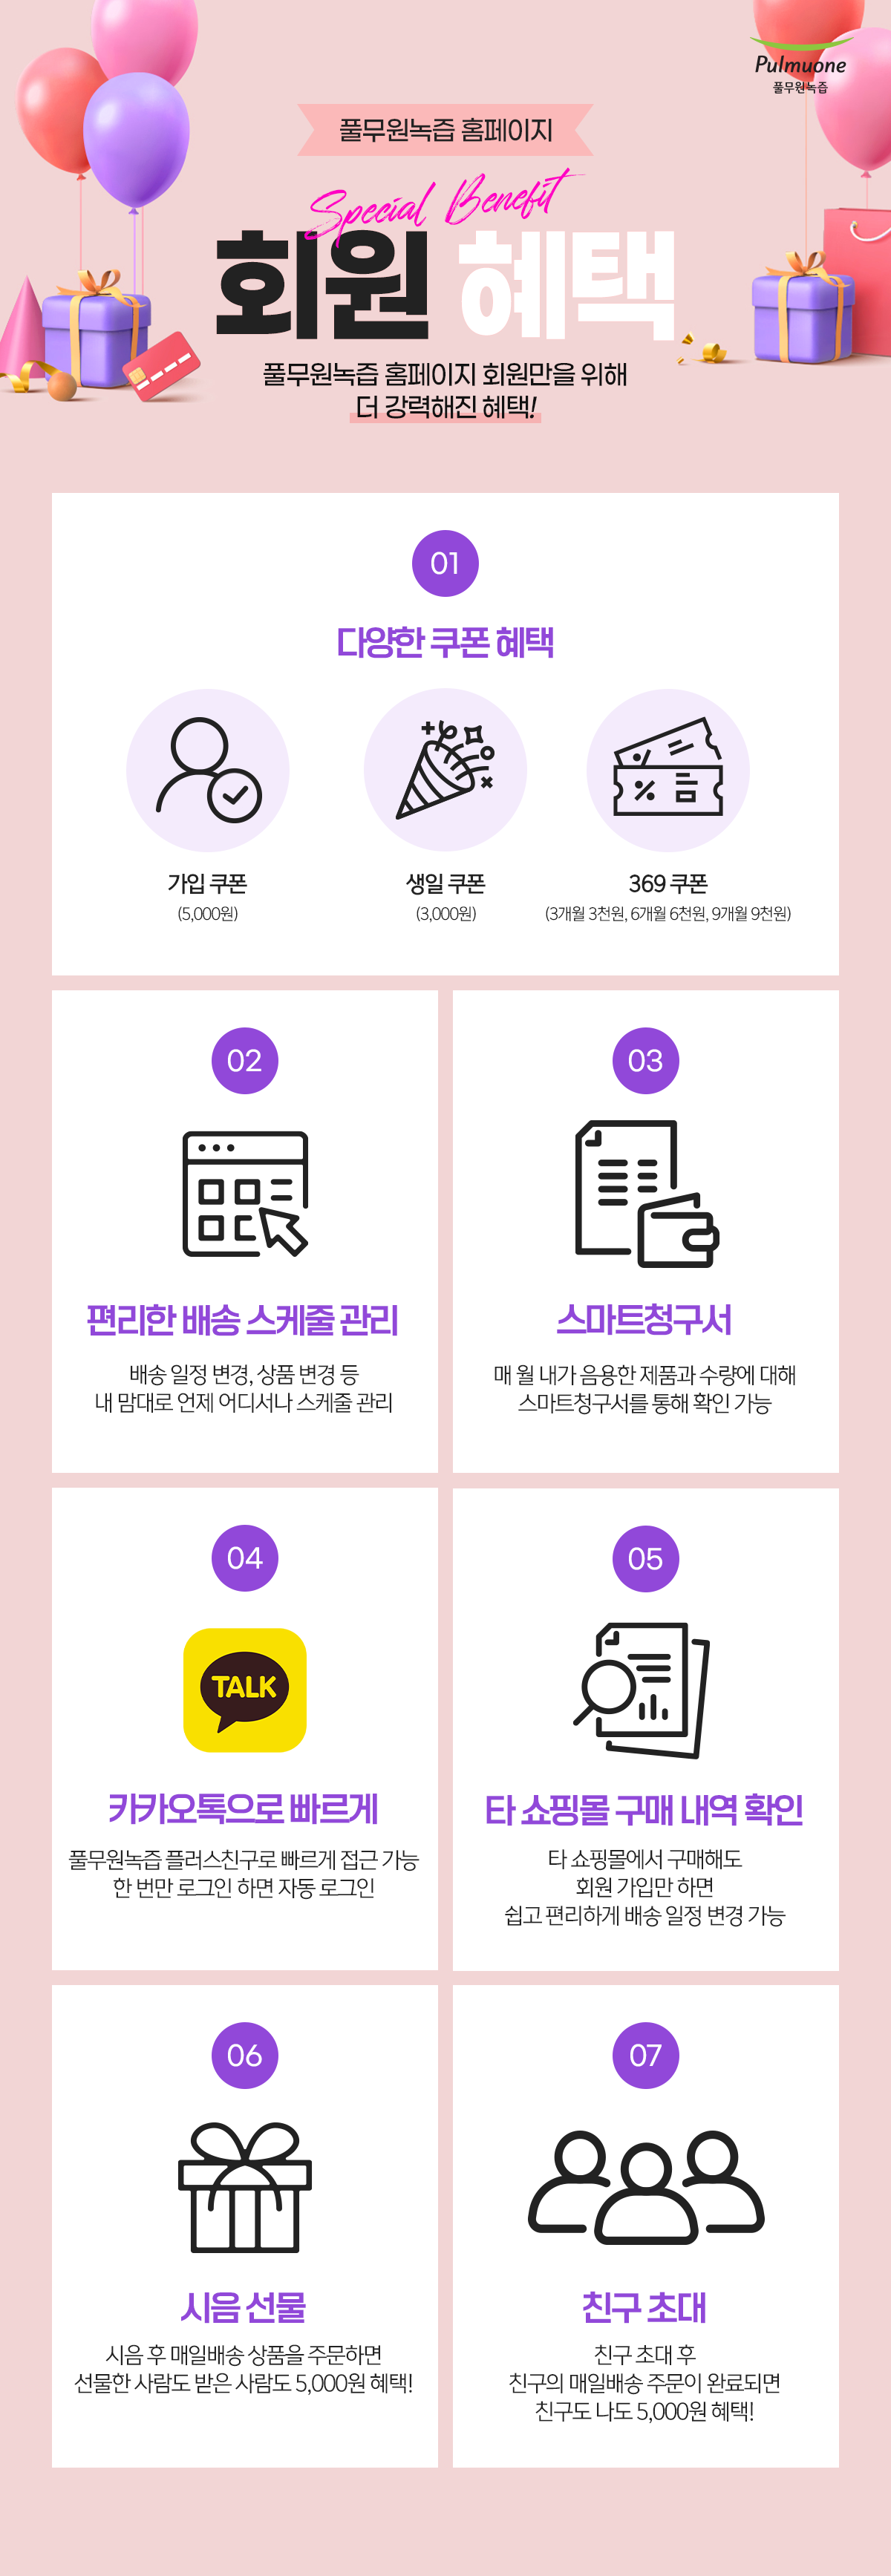 Pulmuone
풀무원녹즙
풀무원녹즙 홈페이지
Special Benefit
회원 혜택
풀무원녹즙 홈페이지 회원만을 위해
더 강력해진 혜택!
01
다양한 쿠폰 혜택
가입 쿠폰
(5,000원)
생일 쿠폰
(3,000원)
369 쿠폰
(3개월 3천원, 6개월 6천원, 9개월 9천원)
02
편리한 배송 스케줄 관리
배송 일정 변경, 상품 변경 등
내 맘대로 언제 어디서나 스케줄 관리
03
스마트청구서
매 월 내가 음용한 제품과 수량에 대해
스마트청구서를 통해 확인 가능
04
TALK
카카오톡으로 빠르게
풀무원녹즙 플러스친구로 빠르게 접근 가능
한 번만 로그인 하면 자동 로그인
05
타 쇼핑몰 구매 내역 확인
타 쇼핑몰에서 구매해도
회원 가입만 하면
쉽고 편리하게 배송 일정 변경 가능
06
시음 선물
시음 후 매일배송 상품을 주문하면
선물한 사람도 받은 사람도 5,000원 혜택!
07
친구 초대
친구 초대 후
친구의 매일배송 주문이 완료되면
친구도 나도 5,000원 혜택!